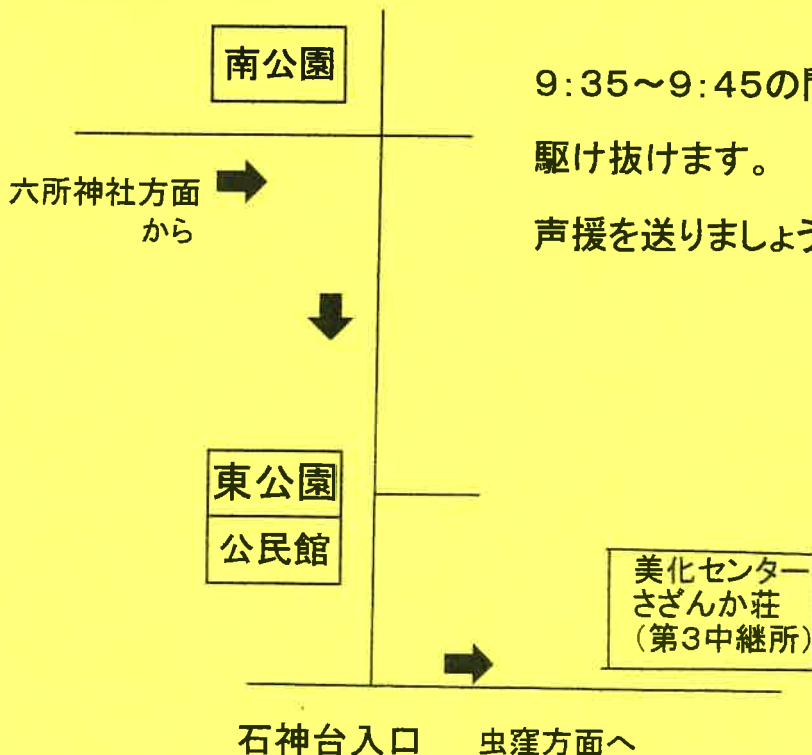 南公園
9:35～9:45の間
駆け抜けます。
声援を送りましょう
六所神社方面
から
東公園
公民館
美化センター
さざんか荘
(第3中継所)
石神台入口 虫窪方面へ